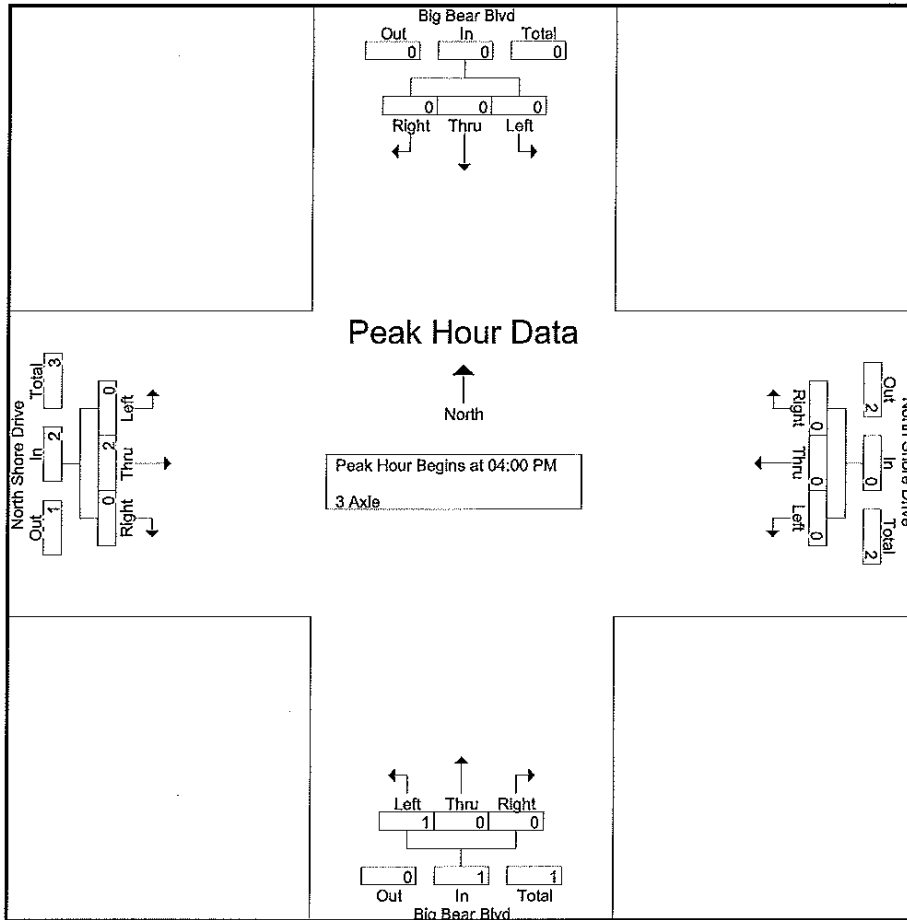 Big Bear Blvd
Out In Total
0 0 0
0 0 0
Right Thru Left
Peak Hour Data
North
Peak Hour Begins at 04:00 PM
3 Axle
North Shore Drive
Out In Total
1 2 3
0 2 0
Right Thru Left
North Shore Drive
Out In Total
2 0 2
0 0 0
Right Thru Left
Left Thru Right
1 0 0
0 1 1
Out In Total
Big Bear Blvd